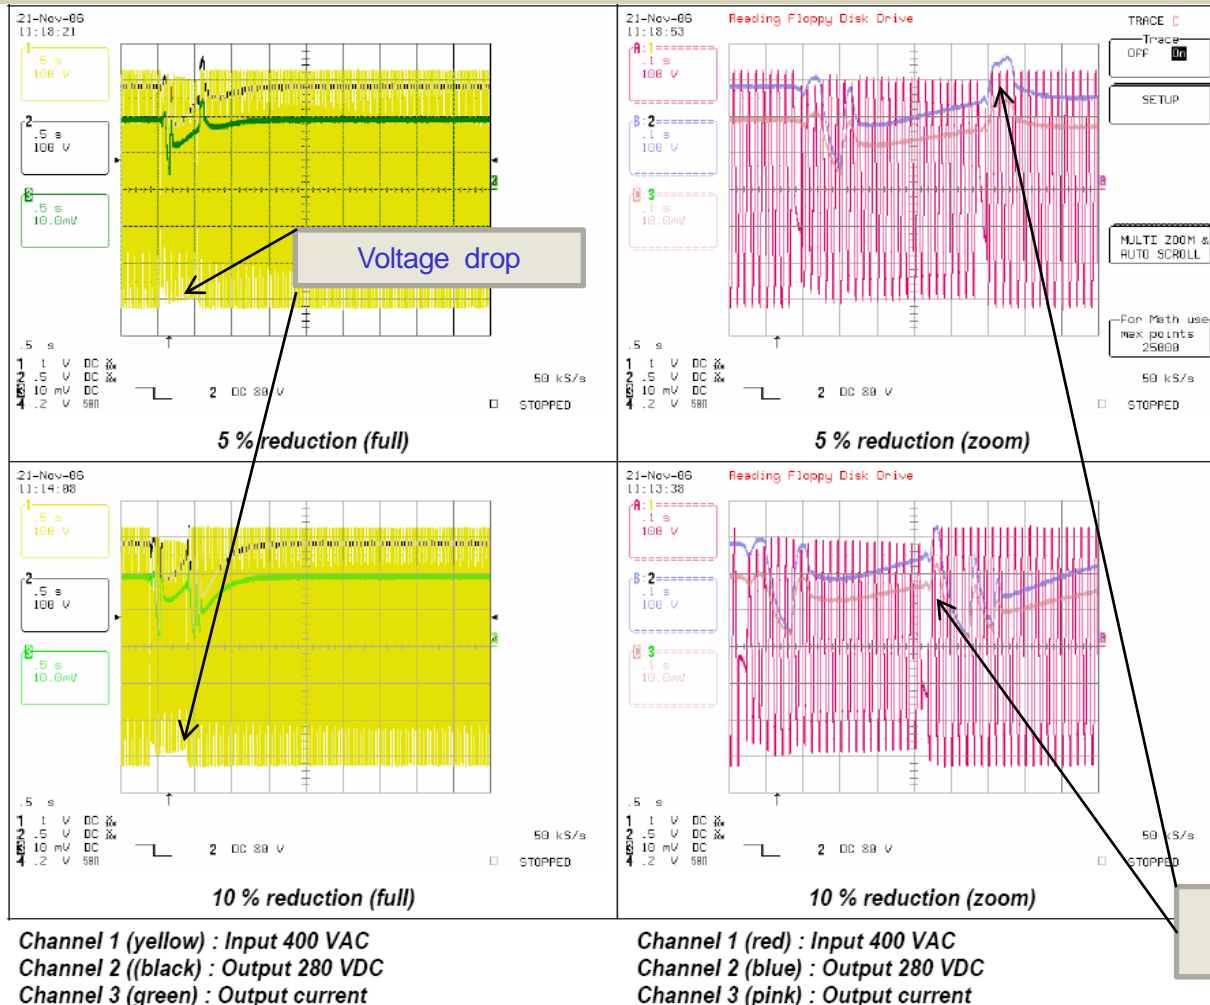 21-Nov-06
11:18:21
1
.5 s
100 V
2
.5 s
100 V
3
.5 s
10.0mV
Voltage drop
.5 s
1 1 V DC
2 .5 V DC
3 10 mV DC
4 .2 V 50Ω
2 DC 80 V
50 kS/s
STOPPED
5 % reduction (full)
21-Nov-06
11:18:53
Reading Floppy Disk Drive
A:1
.1 s
100 V
B:2
.1 s
100 V
C 3
.1 s
10.0mV
TRACE C
Trace
OFF On
SETUP
MULTI ZOOM &
AUTO SCROLL
For Math use
max points
25000
.5 s
1 1 V DC
2 .5 V DC
3 10 mV DC
4 .2 V 50Ω
2 DC 80 V
50 kS/s
STOPPED
5 % reduction (zoom)
21-Nov-06
11:14:08
1
.5 s
100 V
2
.5 s
100 V
3
.5 s
10.0mV
.5 s
1 1 V DC
2 .5 V DC
3 10 mV DC
4 .2 V 50Ω
2 DC 80 V
50 kS/s
STOPPED
10 % reduction (full)
21-Nov-06
11:13:38
Reading Floppy Disk Drive
A:1
.1 s
100 V
B:2
.1 s
100 V
C 3
.1 s
10.0mV
.5 s
1 1 V DC
2 .5 V DC
3 10 mV DC
4 .2 V 50Ω
2 DC 80 V
50 kS/s
STOPPED
10 % reduction (zoom)
Channel 1 (yellow) : Input 400 VAC
Channel 2 ((black) : Output 280 VDC
Channel 3 (green) : Output current
Channel 1 (red) : Input 400 VAC
Channel 2 (blue) : Output 280 VDC
Channel 3 (pink) : Output current